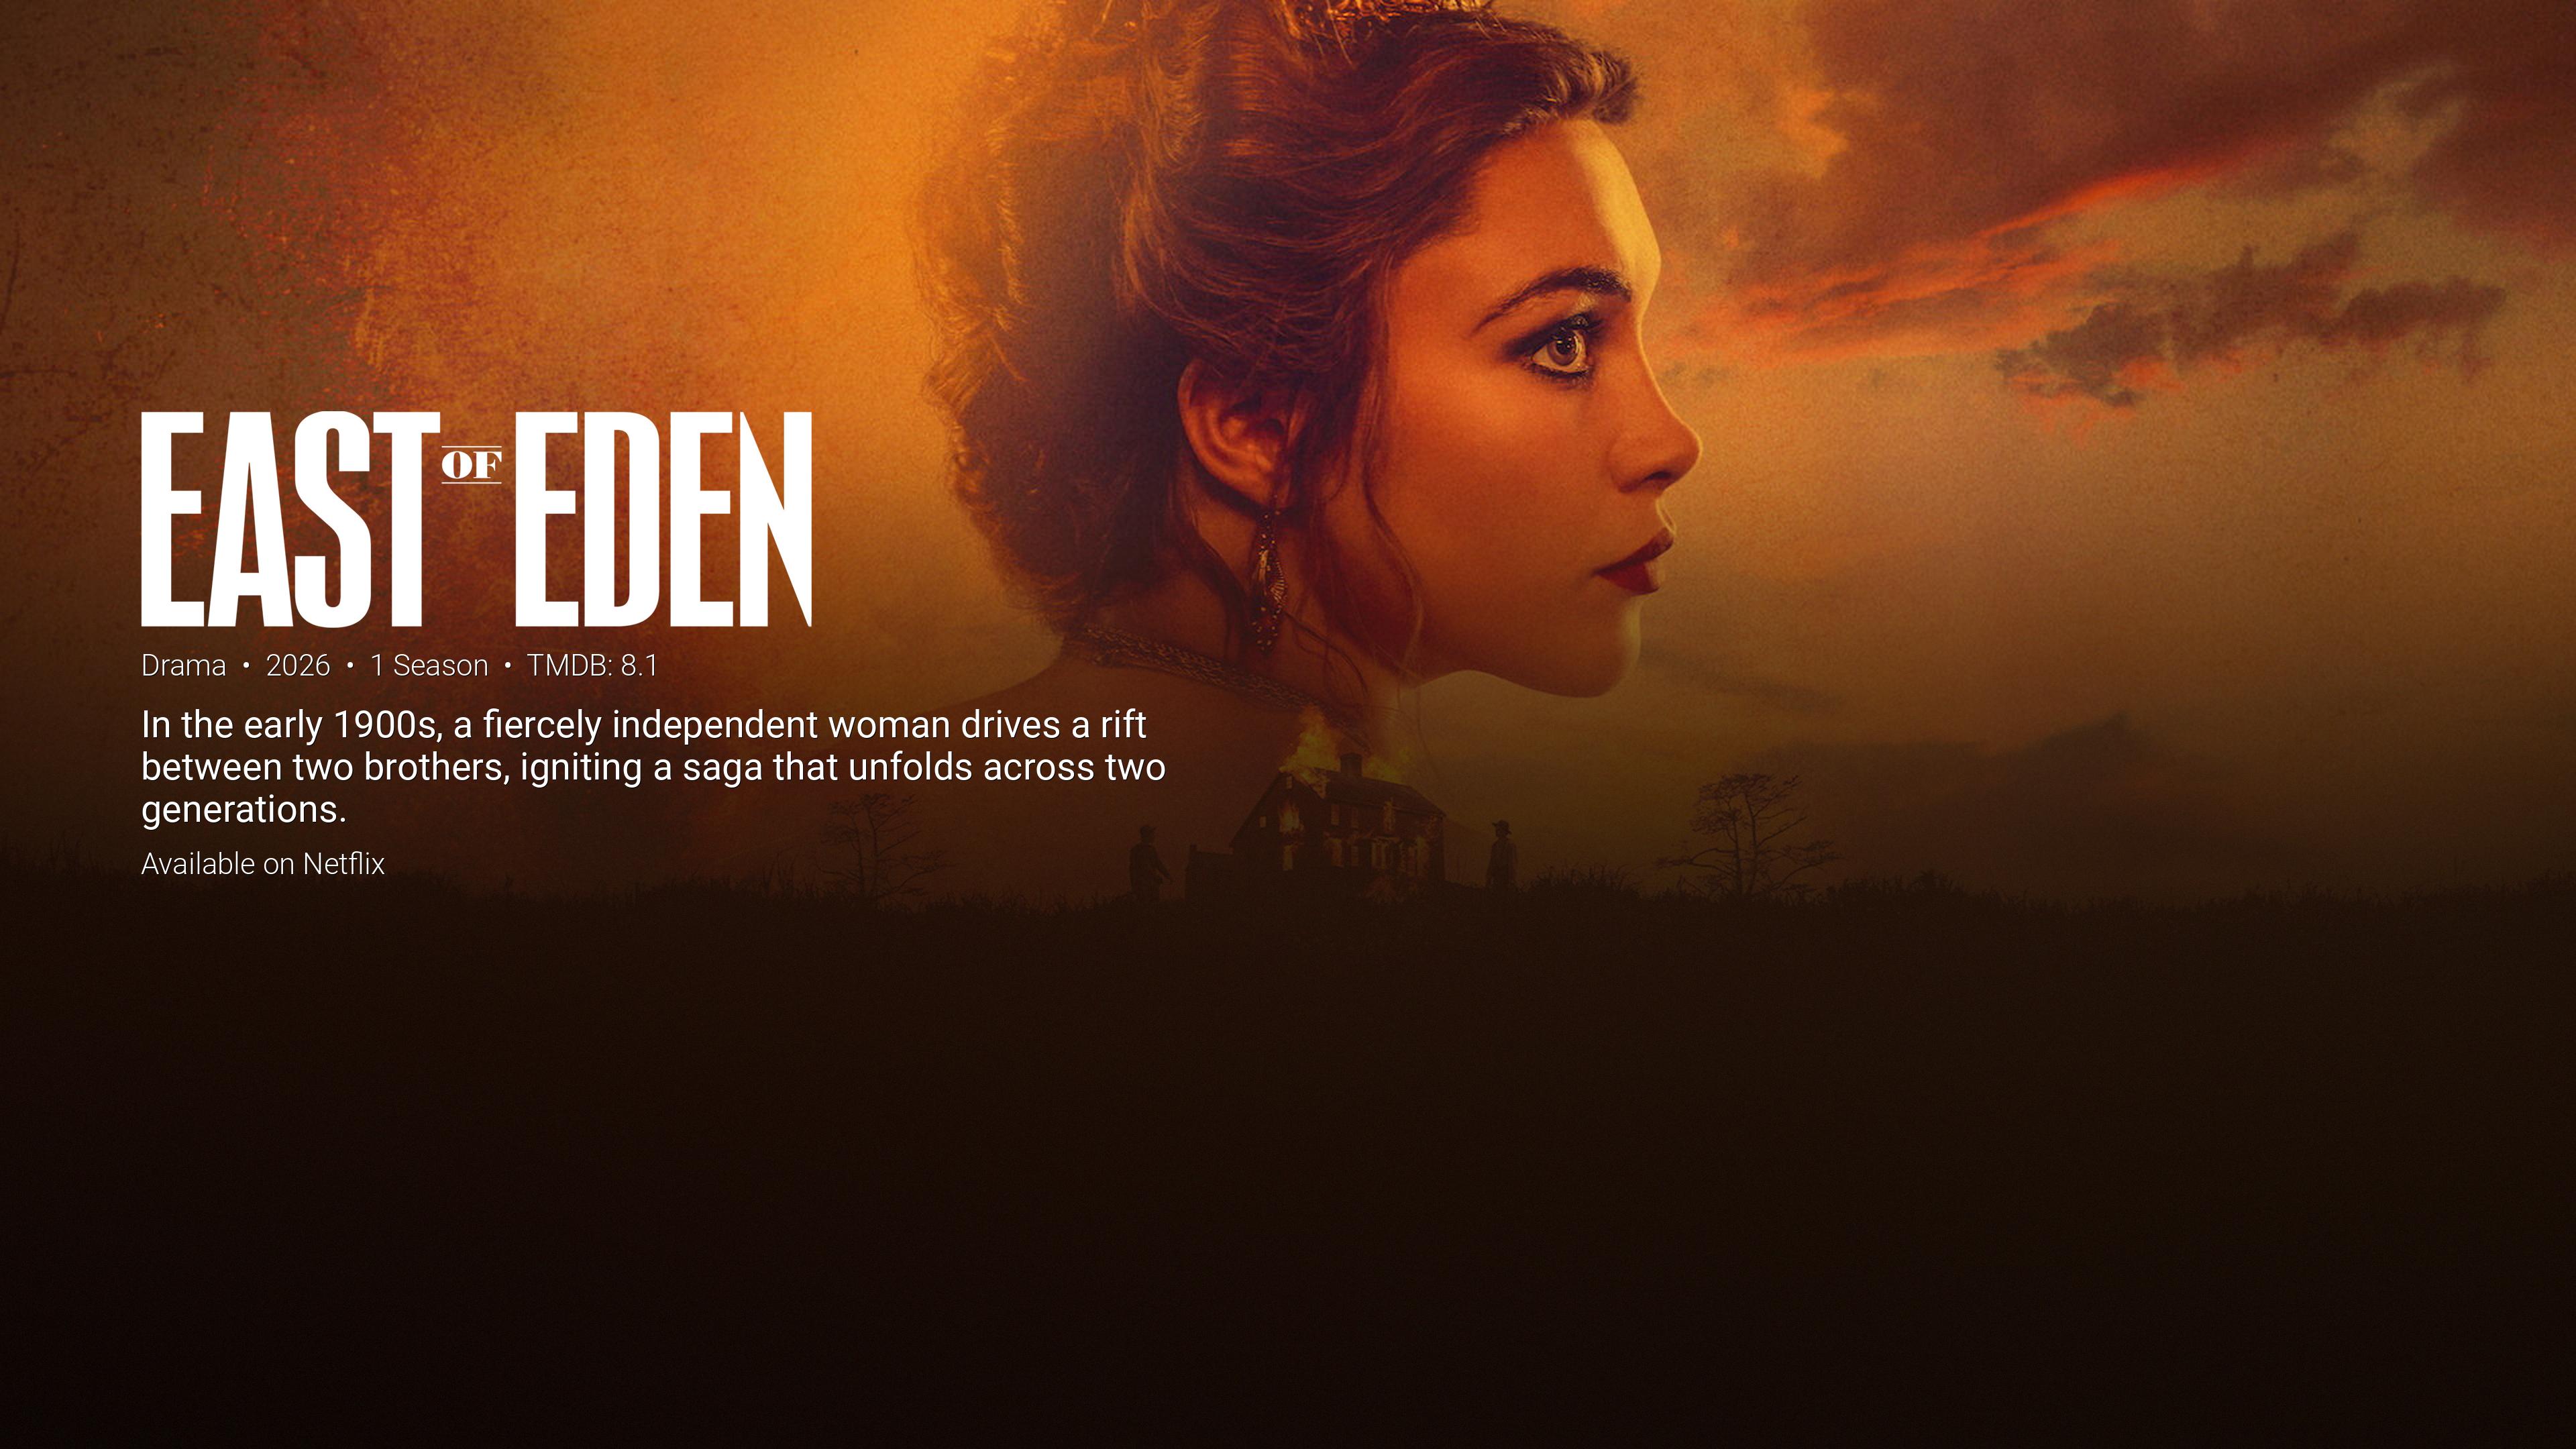 EAST OF EDEN
Drama • 2026 • 1 Season • TMDB: 8.1
In the early 1900s, a fiercely independent woman drives a rift
between two brothers, igniting a saga that unfolds across two
generations.
Available on Netflix